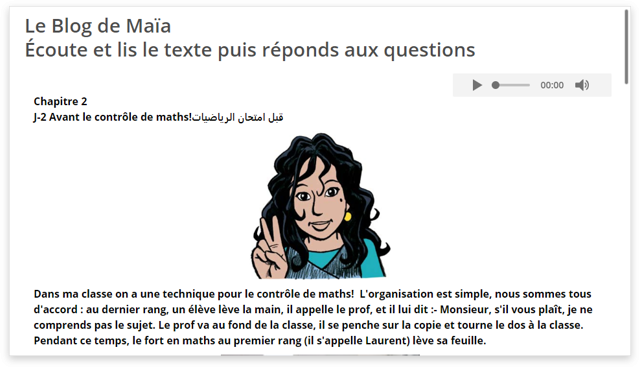 Le Blog de Maïa
Écoute et lis le texte puis réponds aux questions
00:00
Chapitre 2
J-2 Avant le contrôle de maths!قبل امتحان الرياضيات
Dans ma classe on a une technique pour le contrôle de maths!  L'organisation est simple, nous sommes tous
d'accord : au dernier rang, un élève lève la main, il appelle le prof, et il lui dit :- Monsieur, s'il vous plaît, je ne
comprends pas le sujet. Le prof va au fond de la classe, il se penche sur la copie et tourne le dos à la classe.
Pendant ce temps, le fort en maths au premier rang (il s'appelle Laurent) lève sa feuille.